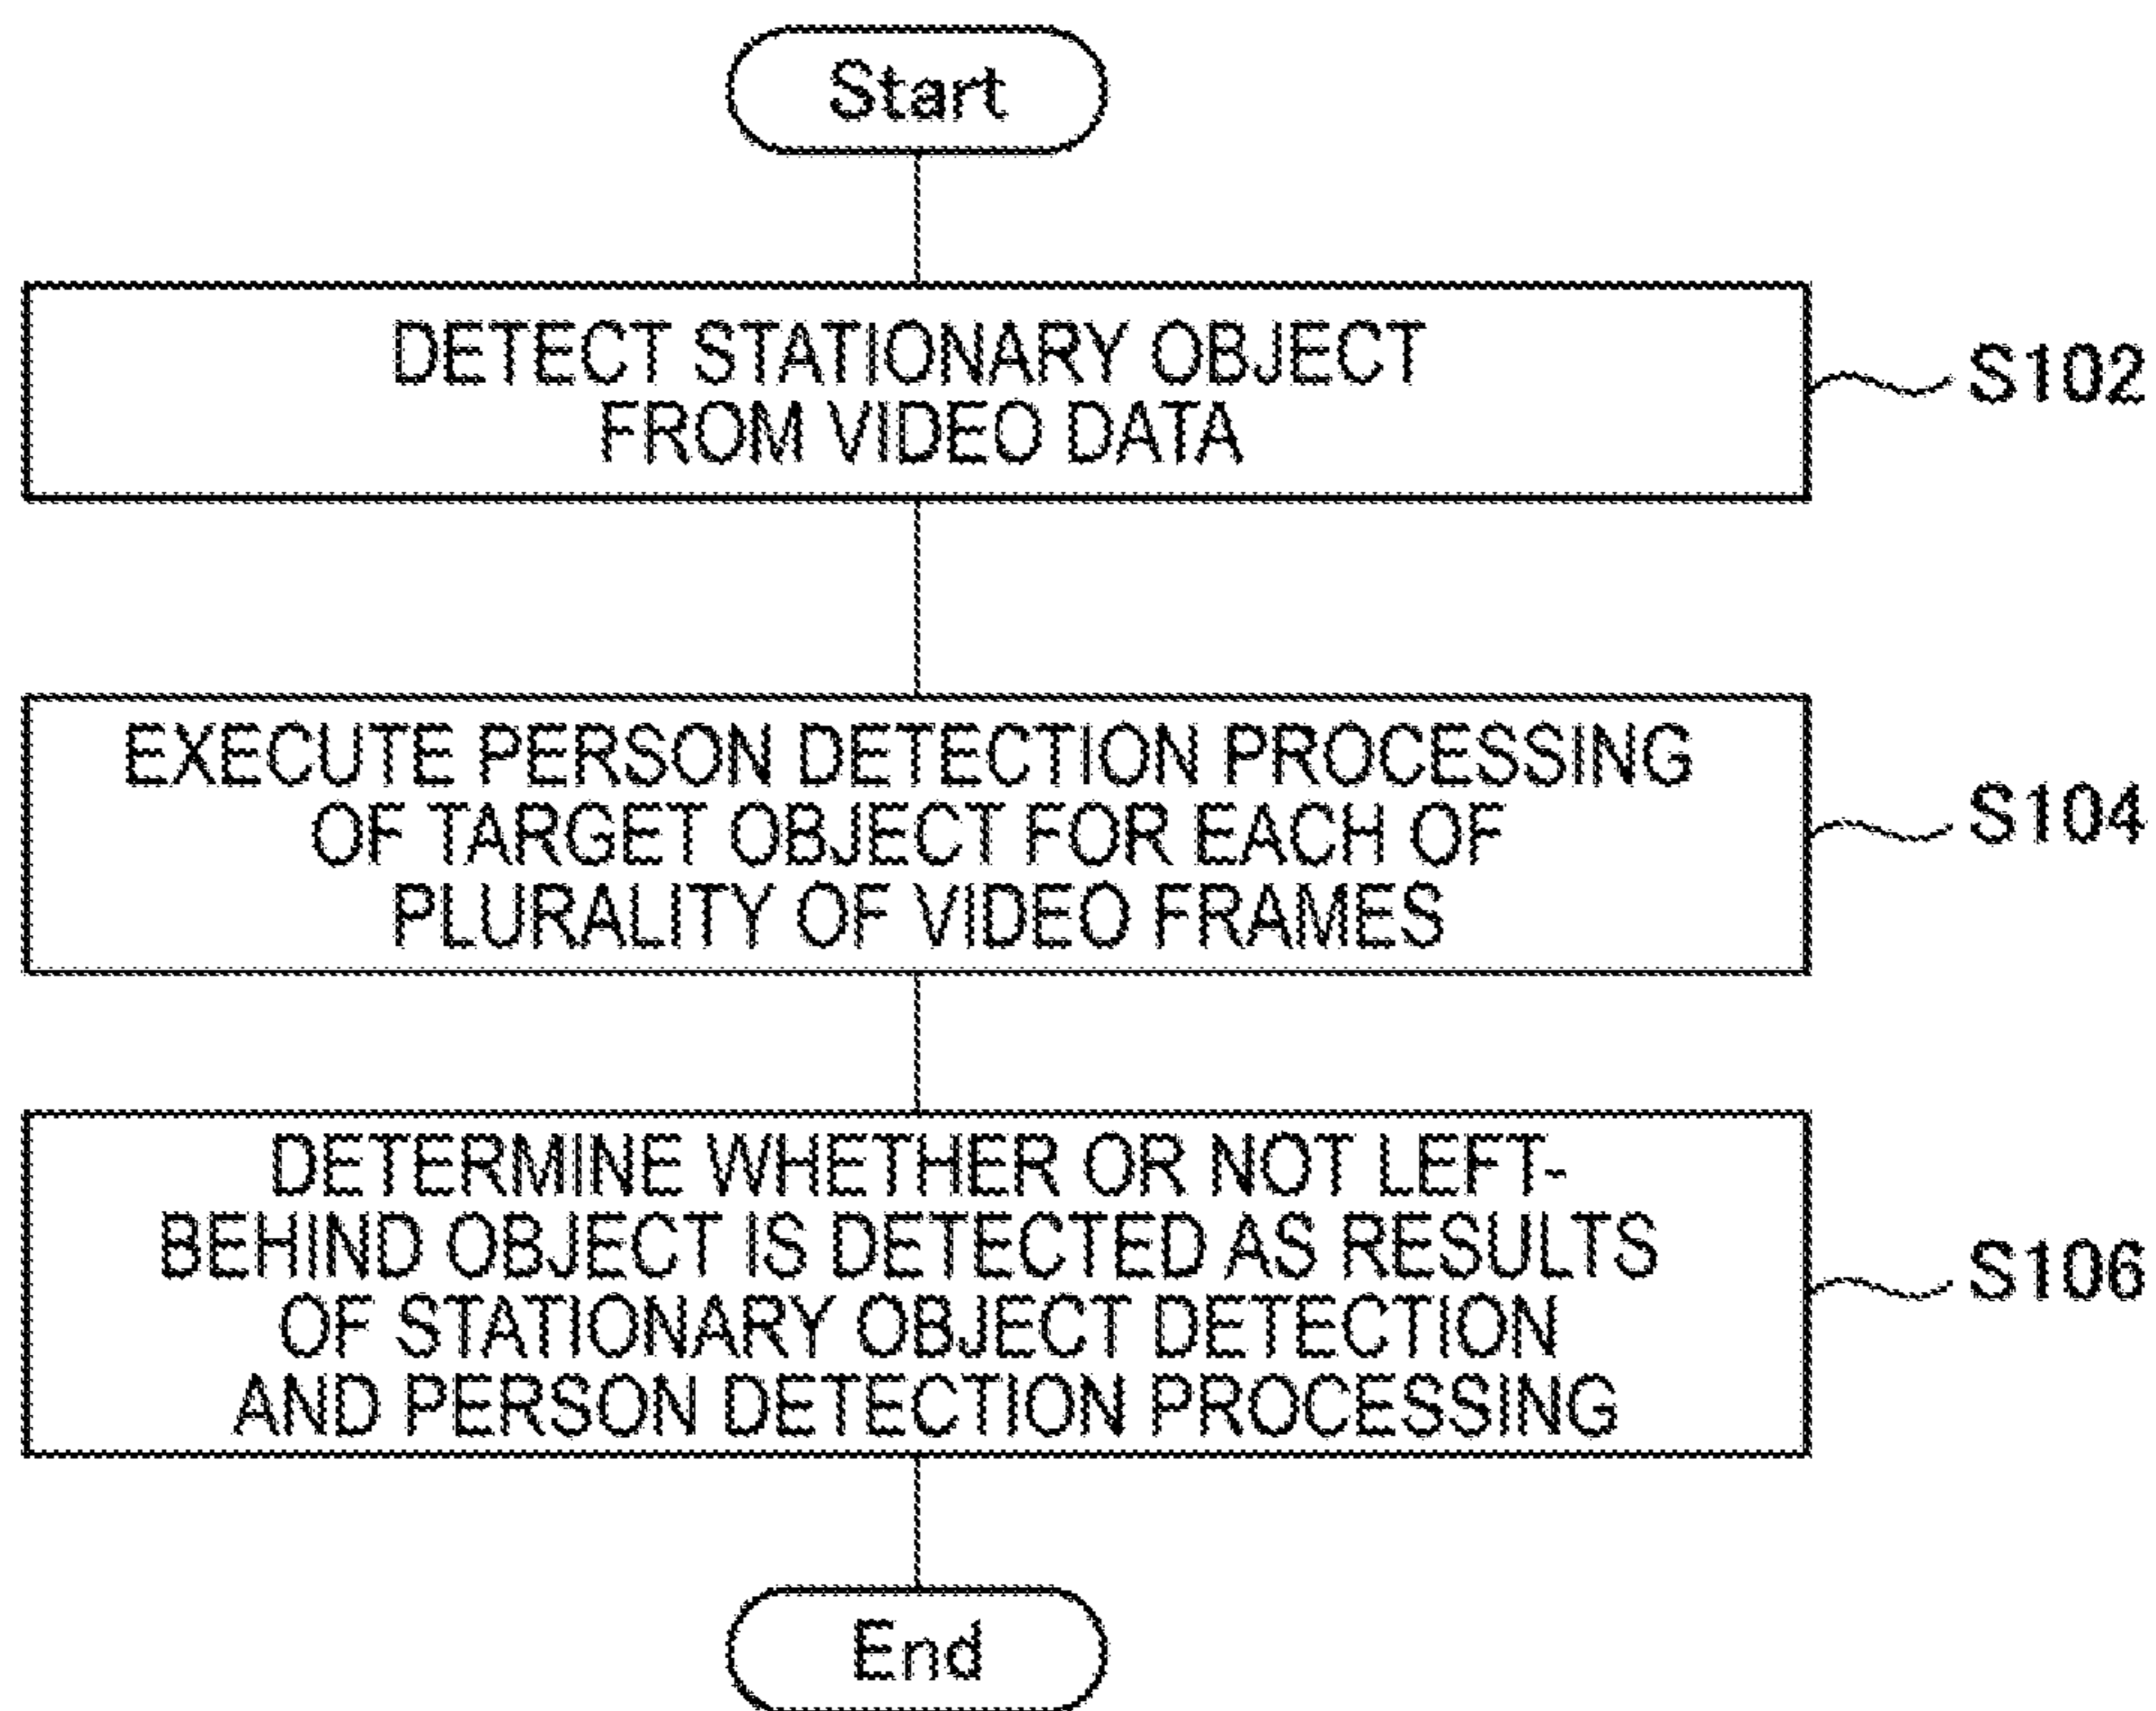 Start
DETECT STATIONARY OBJECT
FROM VIDEO DATA
S102
EXECUTE PERSON DETECTION PROCESSING
OF TARGET OBJECT FOR EACH OF
PLURALITY OF VIDEO FRAMES
S104
DETERMINE WHETHER OR NOT LEFT-
BEHIND OBJECT IS DETECTED AS RESULTS
OF STATIONARY OBJECT DETECTION
AND PERSON DETECTION PROCESSING
S106
End